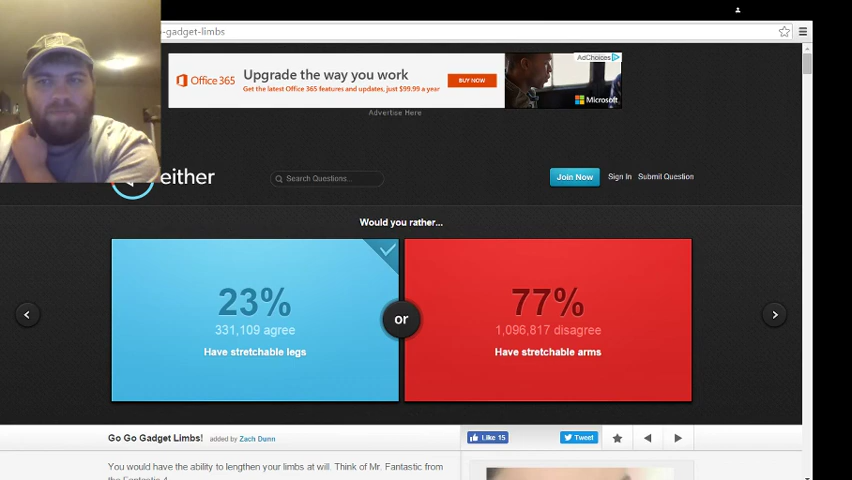 -gadget-limbs
Office 365
Upgrade the way you work
Get the latest Office 365 features and updates, just $99.99 a year
BUY NOW
AdChoices
Microsoft
Advertise Here
either
Search Questions...
Join Now
Sign In
Submit Question
Would you rather...
23%
331,109 agree
Have stretchable legs
or
77%
1,096,817 disagree
Have stretchable arms
Go Go Gadget Limbs! added by Zach Dunn
Like 15
Tweet
You would have the ability to lengthen your limbs at will. Think of Mr. Fantastic from
the Fantastic 4